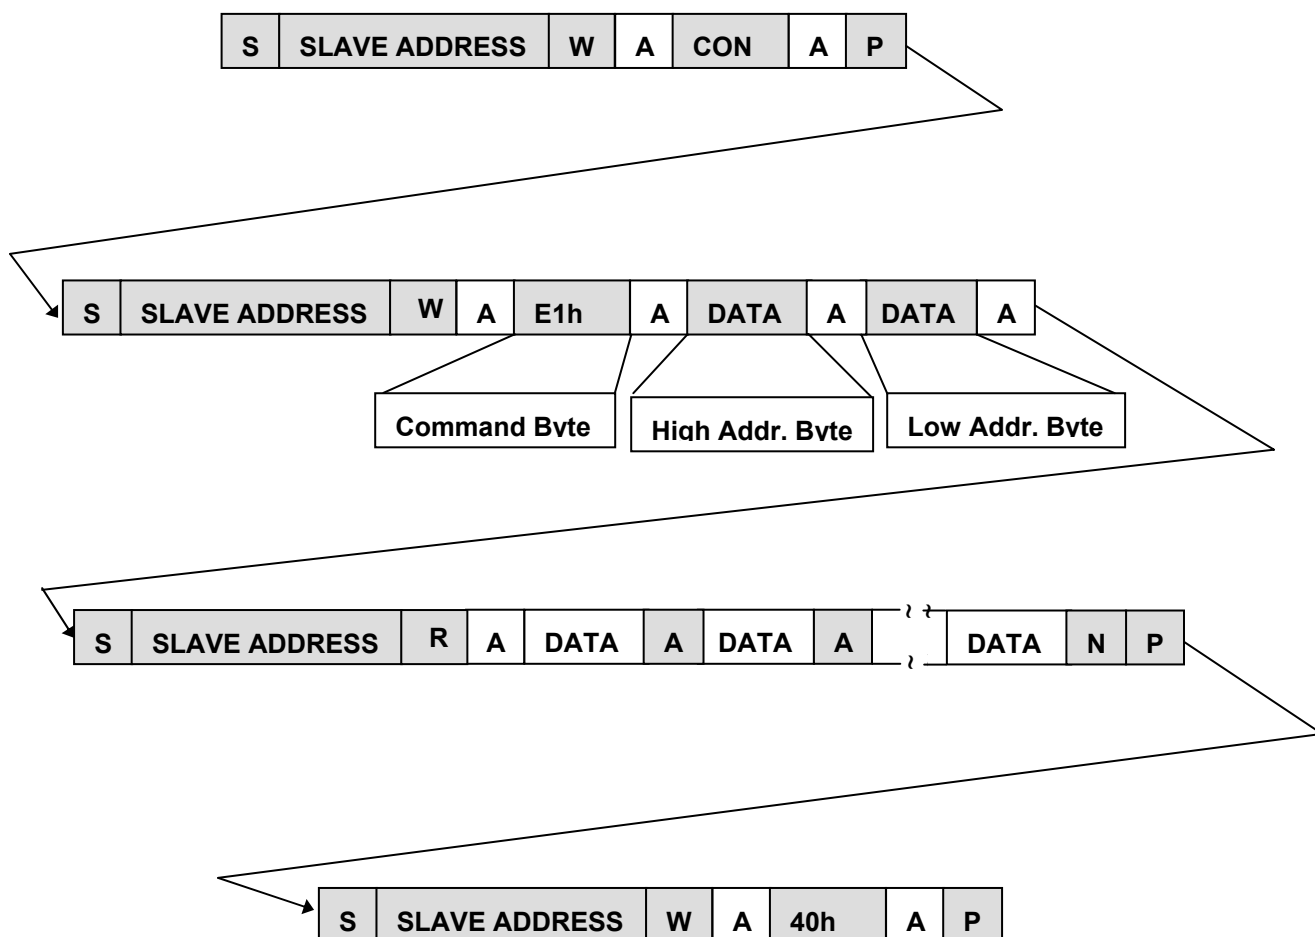 S SLAVE ADDRESS W A CON A P
S SLAVE ADDRESS W A E1h A DATA A DATA A
Command Byte High Addr. Byte Low Addr. Byte
S SLAVE ADDRESS R A DATA A DATA A ~ ~ ~ DATA N P
S SLAVE ADDRESS W A 40h A P